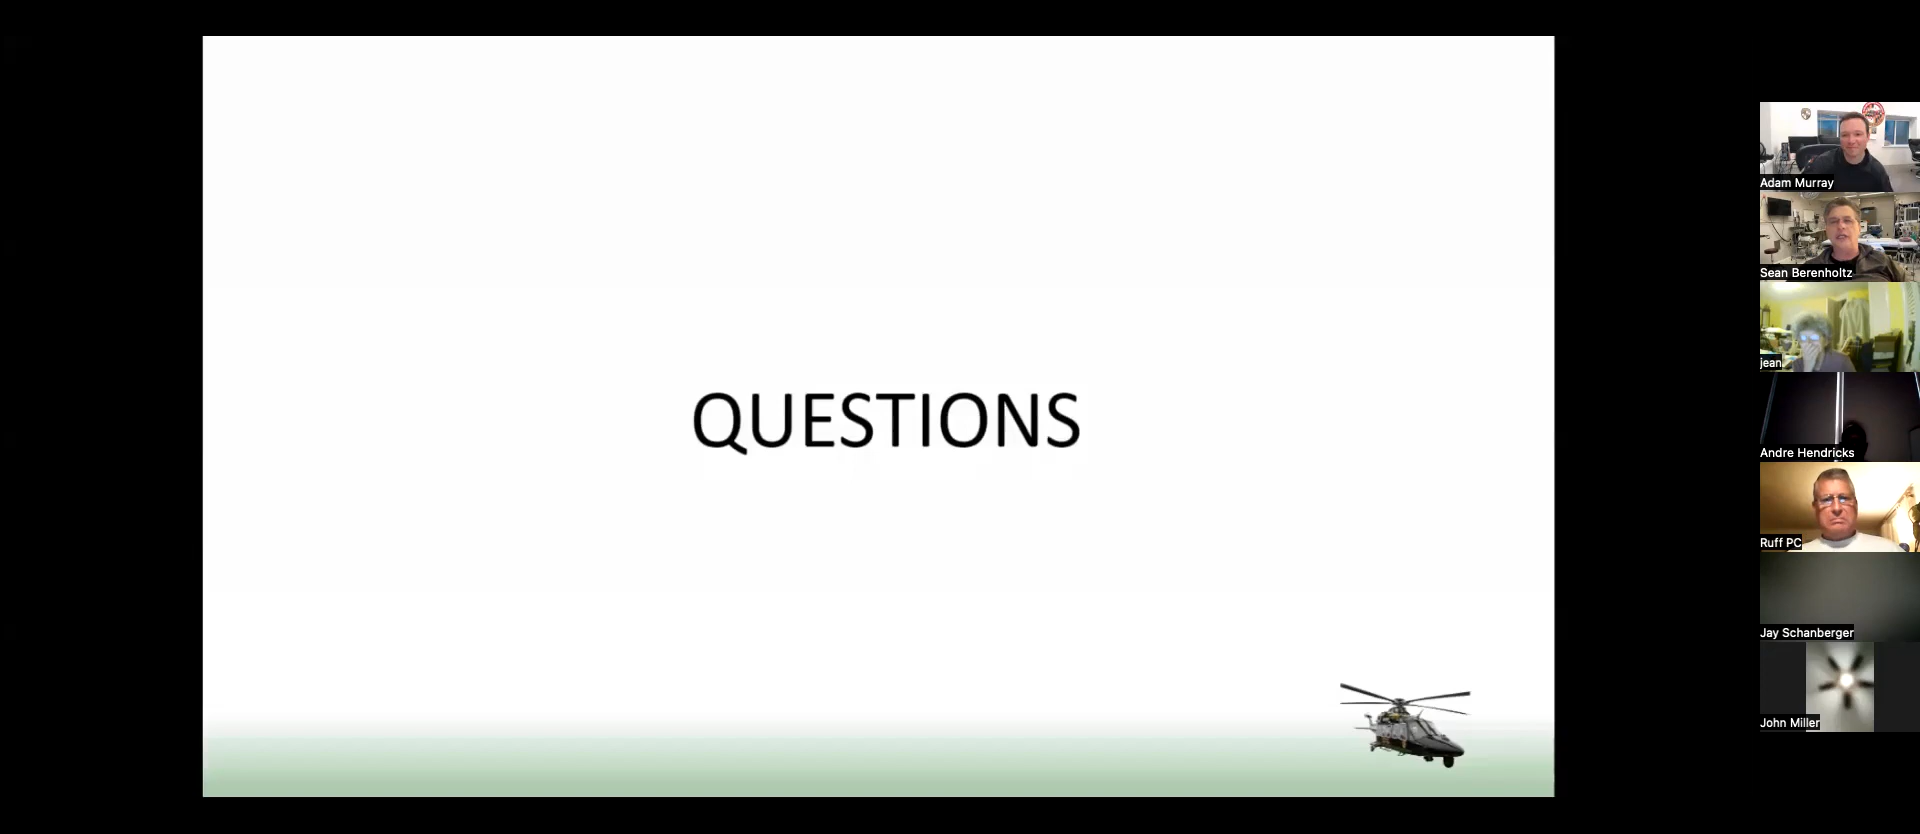 QUESTIONS
Adam Murray
Sean Berenholtz
jean
Andre Hendricks
Ruff PC
Jay Schanberger
John Miller